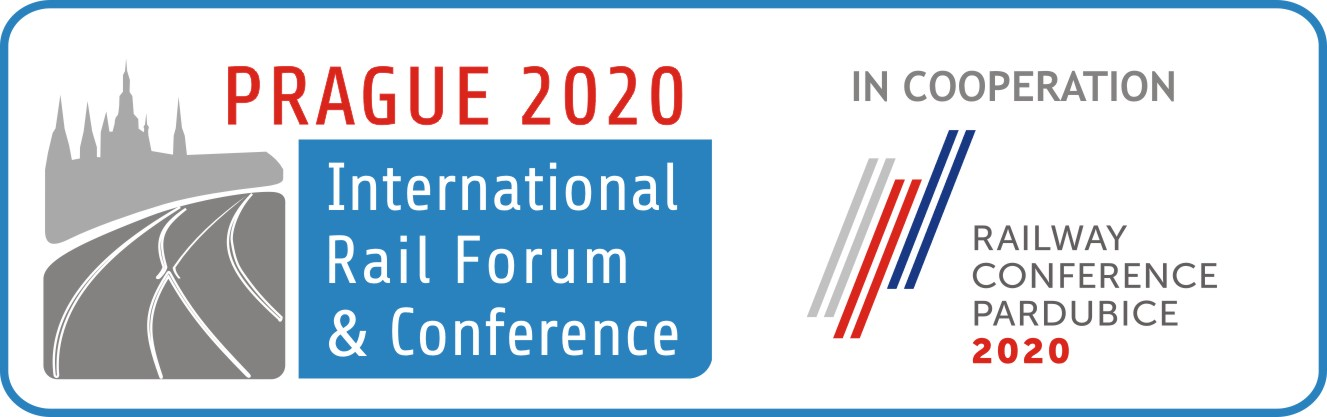 PRAGUE 2020
International
Rail Forum
& Conference
IN COOPERATION
RAILWAY
CONFERENCE
PARDUBICE
2020